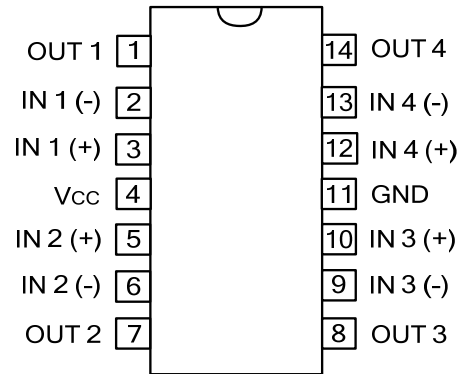 OUT 1 1 14 OUT 4
IN 1 (-) 2 13 IN 4 (-)
IN 1 (+) 3 12 IN 4 (+)
Vcc 4 11 GND
IN 2 (+) 5 10 IN 3 (+)
IN 2 (-) 6 9 IN 3 (-)
OUT 2 7 8 OUT 3